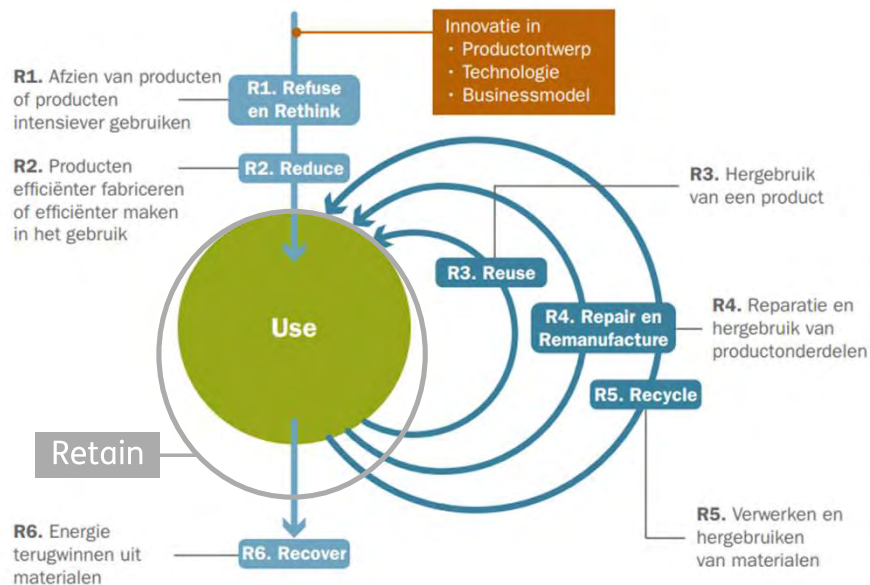 Innovatie in
· Productontwerp
· Technologie
· Businessmodel
R1. Afzien van producten
of producten
intensiever gebruiken
R1. Refuse
en Rethink
R2. Producten
efficiënter fabriceren
of efficiënter maken
in het gebruik
R2. Reduce
R3. Hergebruik
van een product
R3. Reuse
Use
R4. Repair en
Remanufacture
R4. Reparatie en
hergebruik van
productonderdelen
R5. Recycle
Retain
R5. Verwerken en
hergebruiken
van materialen
R6. Energie
terugwinnen uit
materialen
R6. Recover